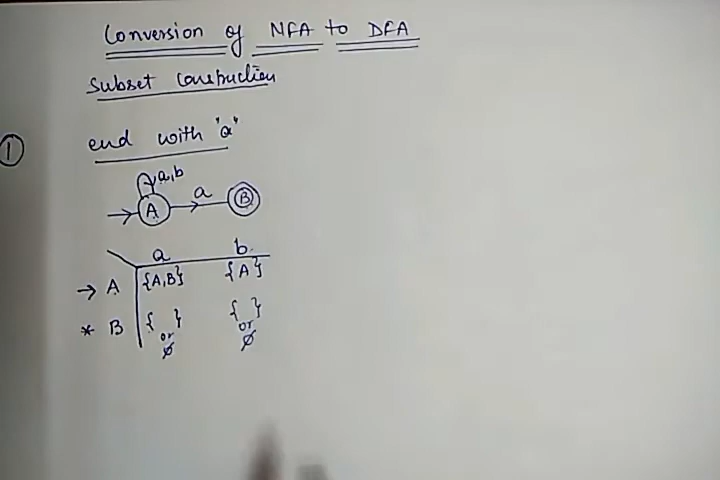 Conversion of NFA to DFA
Subset Construction
① end with "a"
a,b
a
A B
a b
→ A {A,B} {A}
* B { } { }
or or
ϕ ϕ